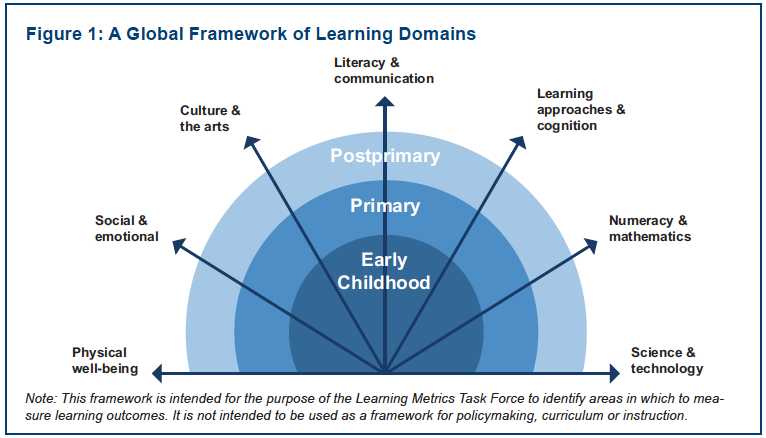 Figure 1: A Global Framework of Learning Domains
Literacy &
communication
Learning
approaches &
cognition
Culture &
the arts
Postprimary
Primary
Social &
emotional
Numeracy &
mathematics
Early
Childhood
Physical
well-being
Science &
technology
Note: This framework is intended for the purpose of the Learning Metrics Task Force to identify areas in which to mea-
sure learning outcomes. It is not intended to be used as a framework for policymaking, curriculum or instruction.